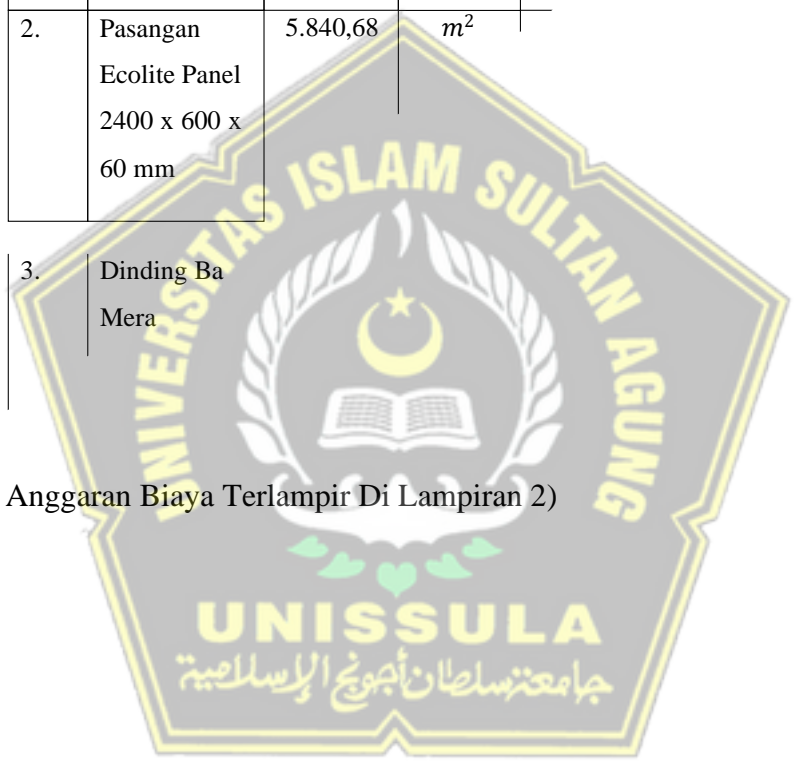 2. Pasangan 5.840,68 m²
Ecolite Panel
2400 x 600 x
60 mm
3. Dinding Ba
Mera
Anggaran Biaya Terlampir Di Lampiran 2)
UNIVERSITAS ISLAM SULTAN AGUNG
UNISSULA
جامعة سلطان أجونج الإسلامية